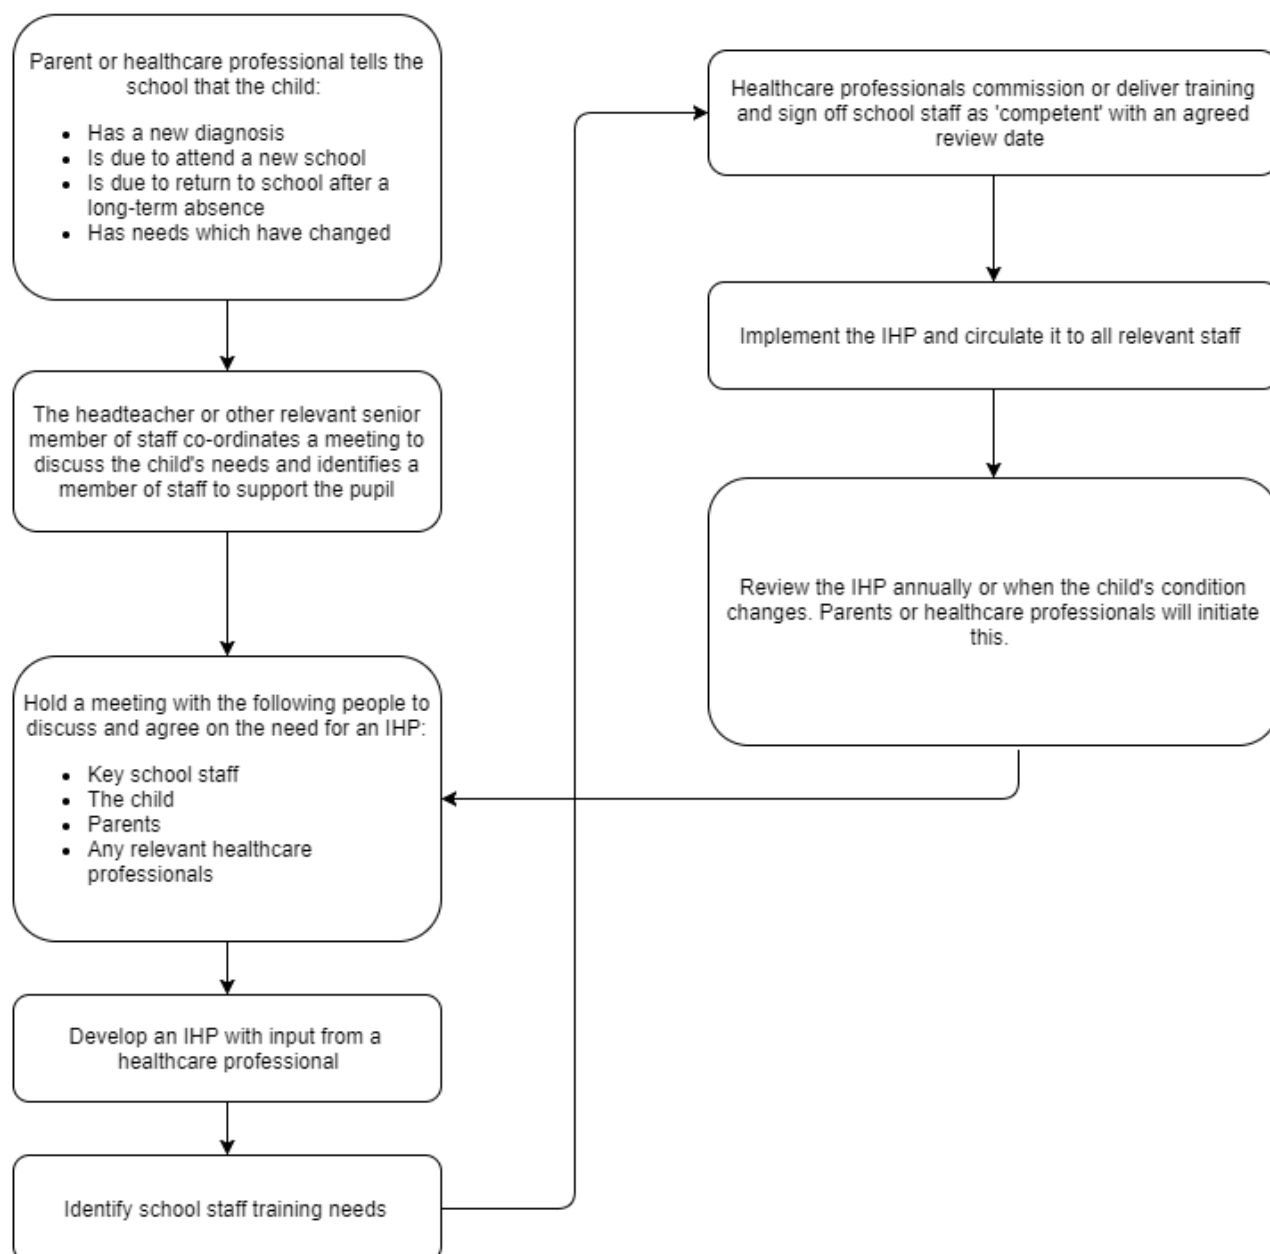 Parent or healthcare professional tells the
school that the child:
• Has a new diagnosis
• Is due to attend a new school
• Is due to return to school after a
long-term absence
• Has needs which have changed
The headteacher or other relevant senior
member of staff co-ordinates a meeting to
discuss the child's needs and identifies a
member of staff to support the pupil
Hold a meeting with the following people to
discuss and agree on the need for an IHP:
• Key school staff
• The child
• Parents
• Any relevant healthcare
professionals
Develop an IHP with input from a
healthcare professional
Identify school staff training needs
Healthcare professionals commission or deliver training
and sign off school staff as 'competent' with an agreed
review date
Implement the IHP and circulate it to all relevant staff
Review the IHP annually or when the child's condition
changes. Parents or healthcare professionals will initiate
this.